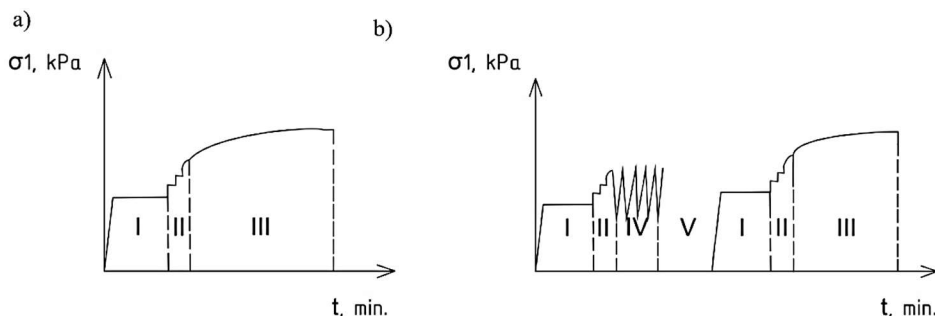 a)
σ1, kPa
I II III
t, min.
b)
σ1, kPa
I II IV V I II III
t, min.